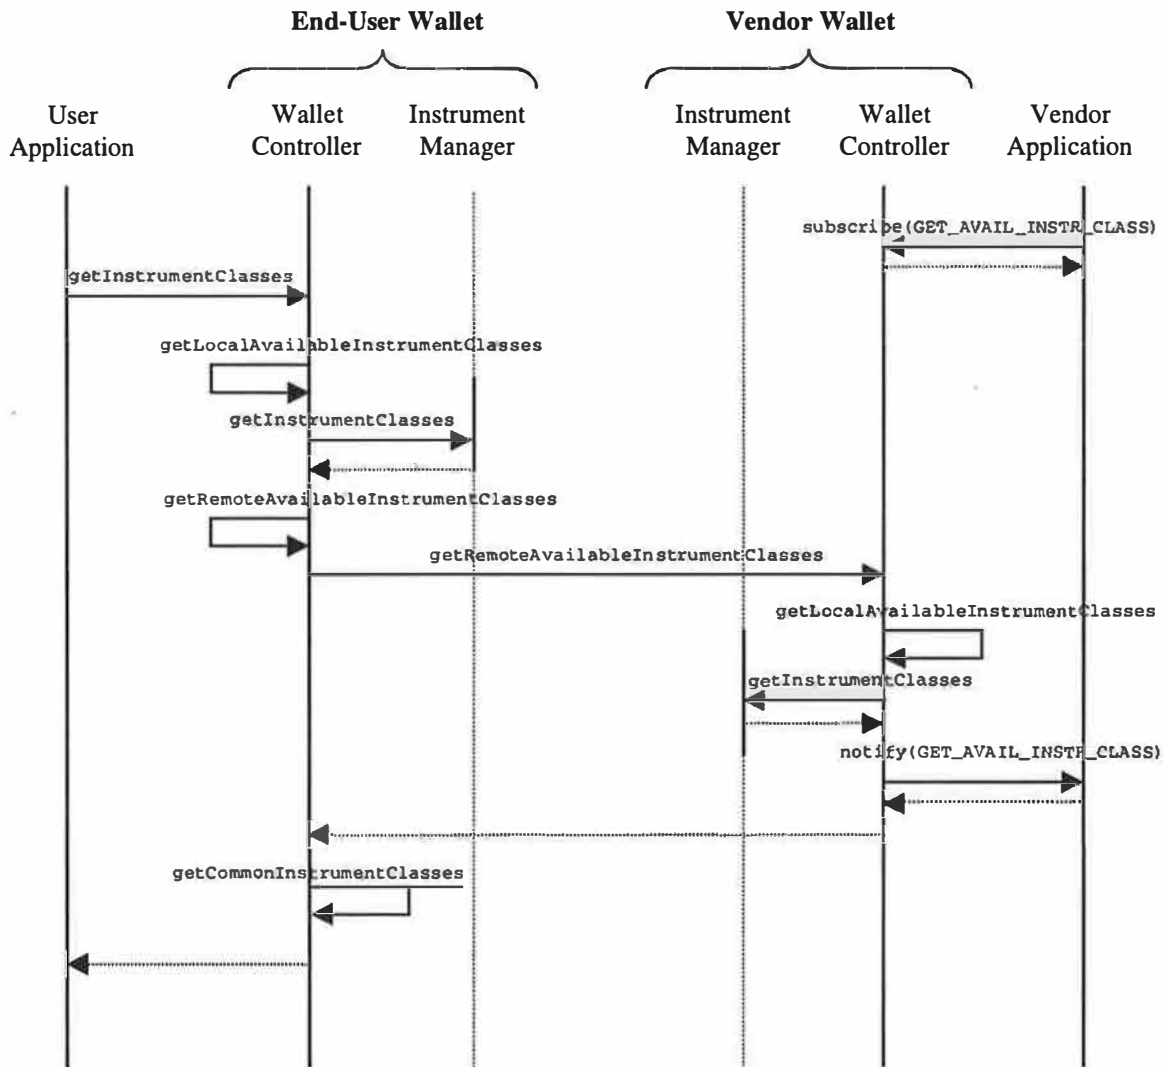 End-User Wallet
Vendor Wallet
User
Application
Wallet
Controller
Instrument
Manager
Instrument
Manager
Wallet
Controller
Vendor
Application
subscribe(GET_AVAIL_INSTR_CLASS)
getInstrumentClasses
getLocalAvailableInstrumentClasses
getInstrumentClasses
getRemoteAvailableInstrumentClasses
getRemoteAvailableInstrumentClasses
getLocalAvailableInstrumentClasses
getInstrumentClasses
notify(GET_AVAIL_INSTR_CLASS)
getCommonInstrumentClasses